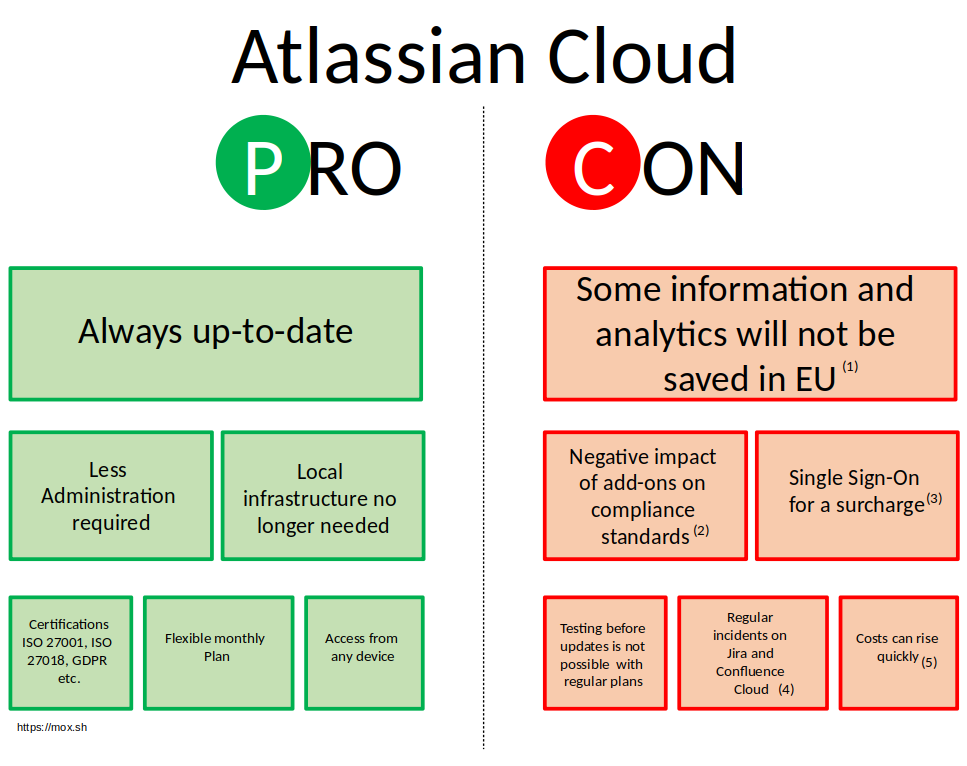 Atlassian Cloud
PRO
CON
Always up-to-date
Some information and
analytics will not be
saved in EU (1)
Less
Administration
required
Local
infrastructure no
longer needed
Negative impact
of add-ons on
compliance
standards (2)
Single Sign-On
for a surcharge(3)
Certifications
ISO 27001, ISO
27018, GDPR
etc.
Flexible monthly
Plan
Access from
any device
Testing before
updates is not
possible with
regular plans
Regular
incidents on
Jira and
Confluence
Cloud (4)
Costs can rise
quickly (5)
https://mox.sh